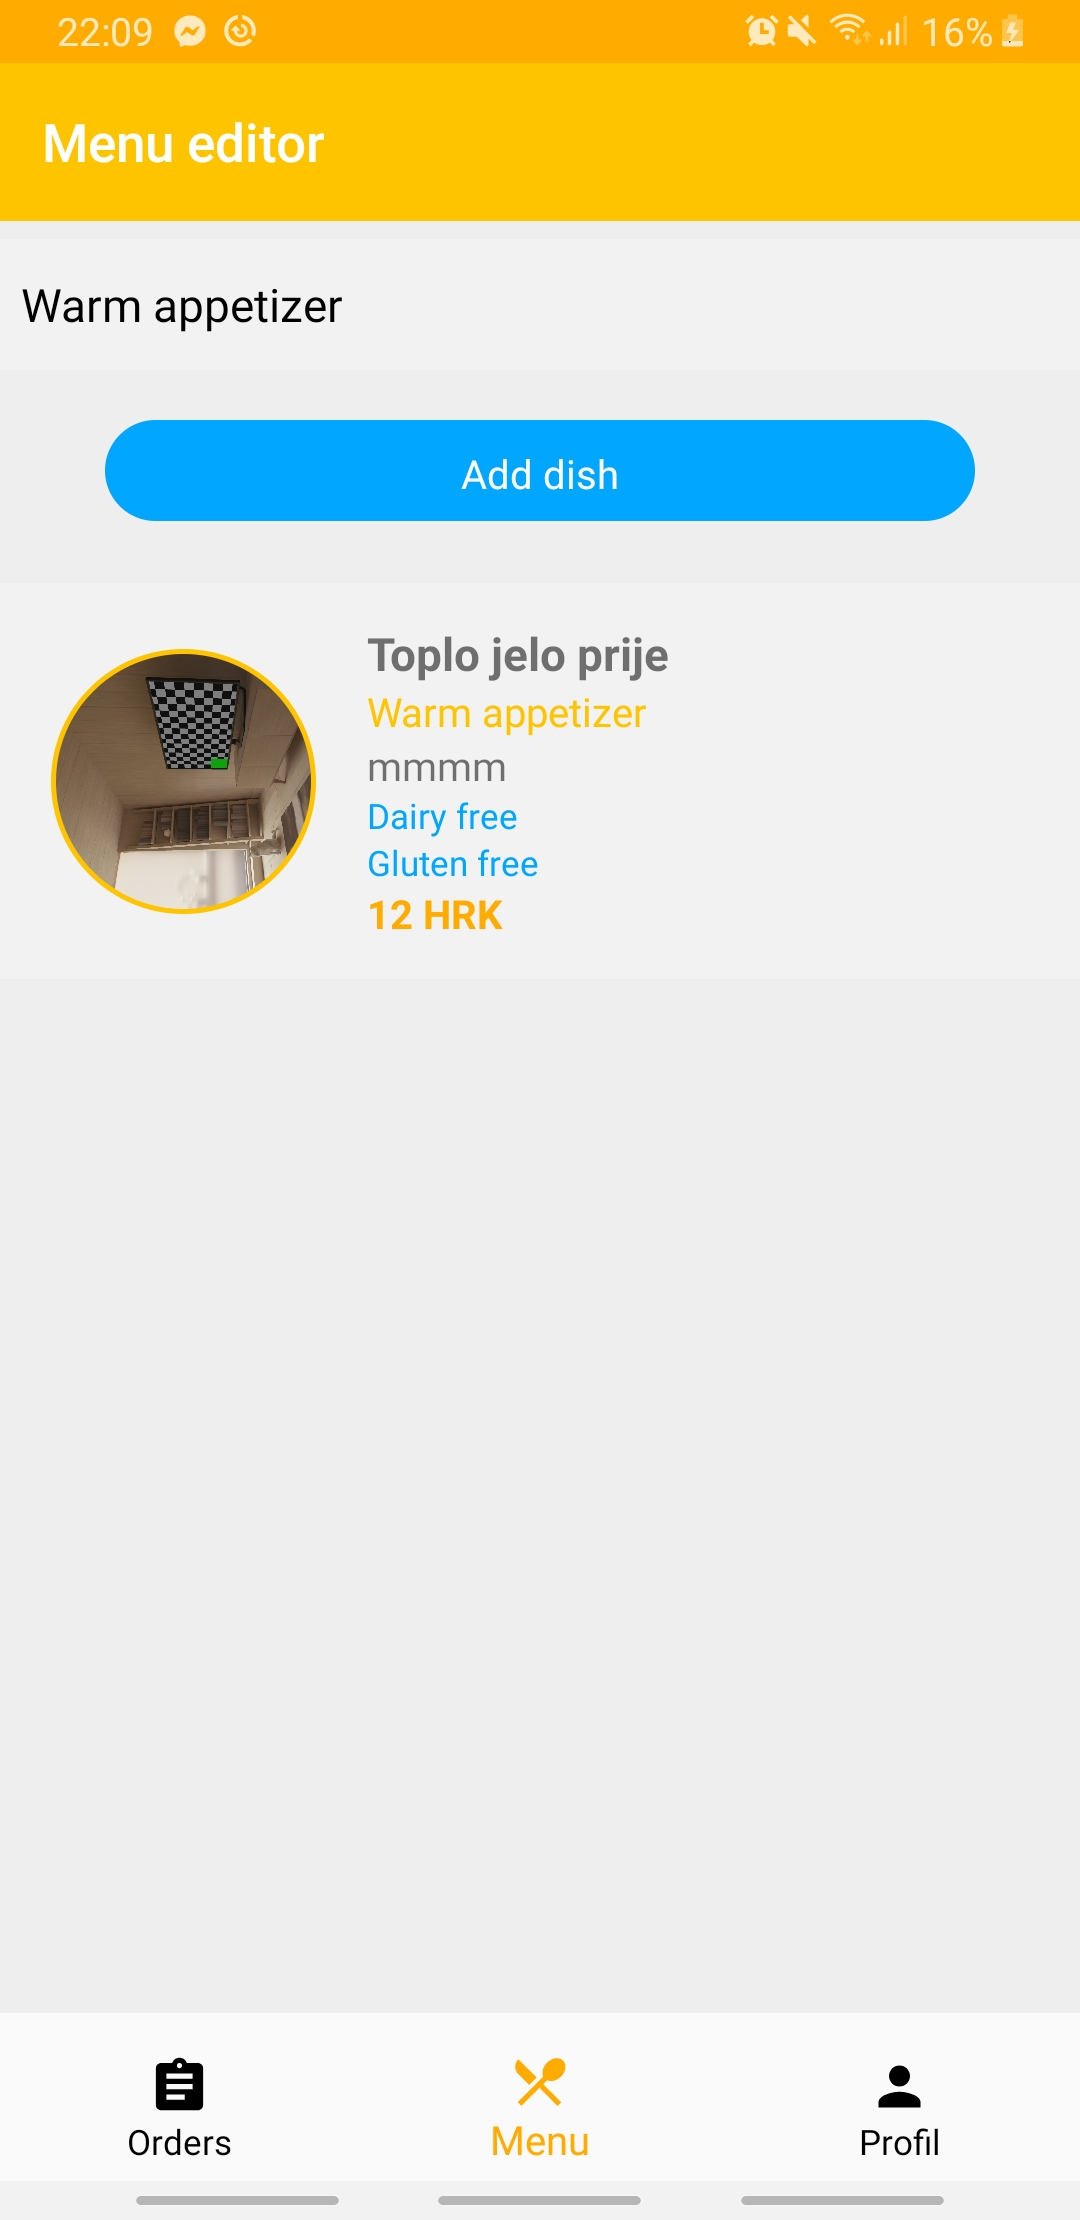 22:09
16%
Menu editor
Warm appetizer
Add dish
Toplo jelo prije
Warm appetizer
mmmm
Dairy free
Gluten free
12 HRK
Orders
Menu
Profil